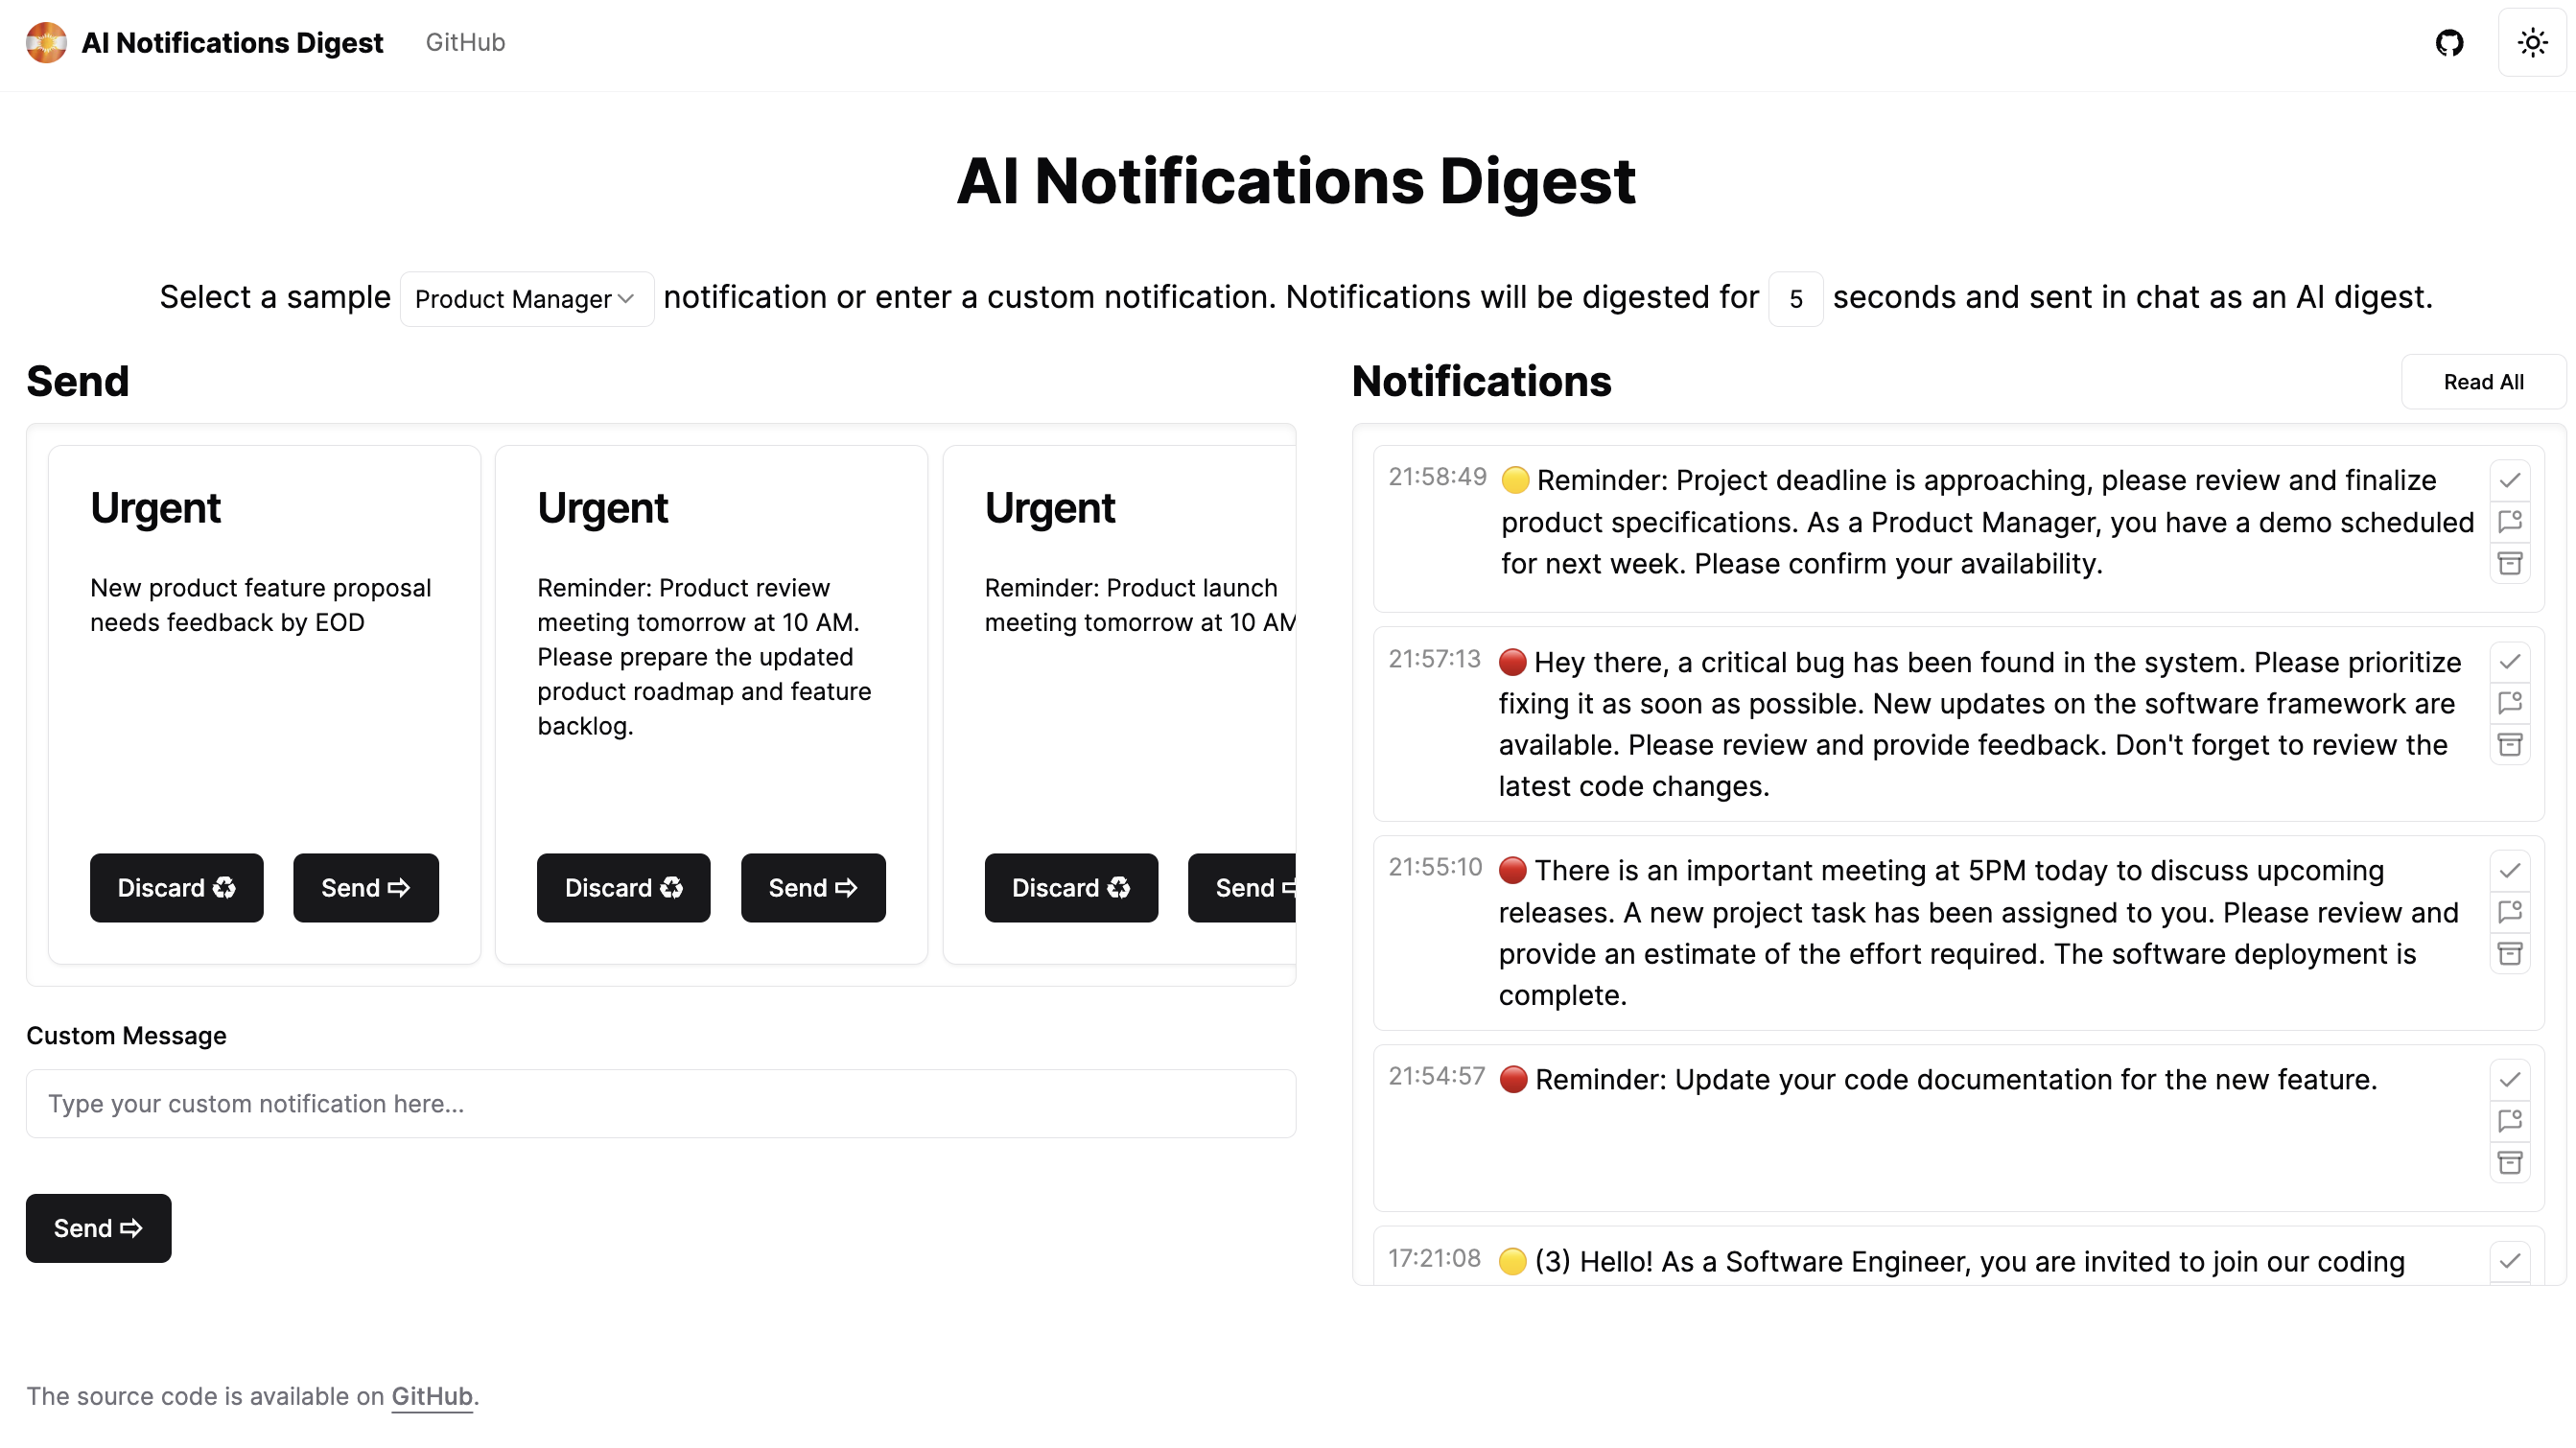 AI Notifications Digest GitHub
AI Notifications Digest
Select a sample Product Manager notification or enter a custom notification. Notifications will be digested for 5 seconds and sent in chat as an AI digest.
Send
Urgent
New product feature proposal
needs feedback by EOD
Discard ♻ Send ⇨
Urgent
Reminder: Product review
meeting tomorrow at 10 AM.
Please prepare the updated
product roadmap and feature
backlog.
Discard ♻ Send ⇨
Urgent
Reminder: Product launch
meeting tomorrow at 10 AM
Discard ♻ Send ⇨
Custom Message
Type your custom notification here...
Send ⇨
Notifications
Read All
21:58:49 🟡 Reminder: Project deadline is approaching, please review and finalize
product specifications. As a Product Manager, you have a demo scheduled
for next week. Please confirm your availability.
21:57:13 🔴 Hey there, a critical bug has been found in the system. Please prioritize
fixing it as soon as possible. New updates on the software framework are
available. Please review and provide feedback. Don't forget to review the
latest code changes.
21:55:10 🔴 There is an important meeting at 5PM today to discuss upcoming
releases. A new project task has been assigned to you. Please review and
provide an estimate of the effort required. The software deployment is
complete.
21:54:57 🔴 Reminder: Update your code documentation for the new feature.
17:21:08 🟡 (3) Hello! As a Software Engineer, you are invited to join our coding
The source code is available on GitHub.